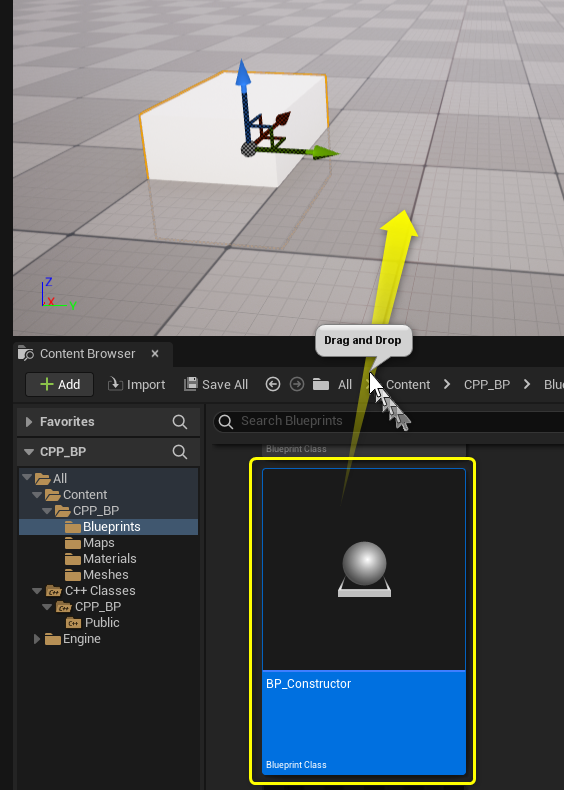 Z
X
Y
Drag and Drop
Content Browser ×
Add Import Save All All Content CPP_BP
Favorites Search Blueprints
Blueprint Class
CPP_BP
All
Content
CPP_BP
Blueprints
Maps
Materials
Meshes
C++ Classes
CPP_BP
Public
Engine
BP_Constructor
Blueprint Class